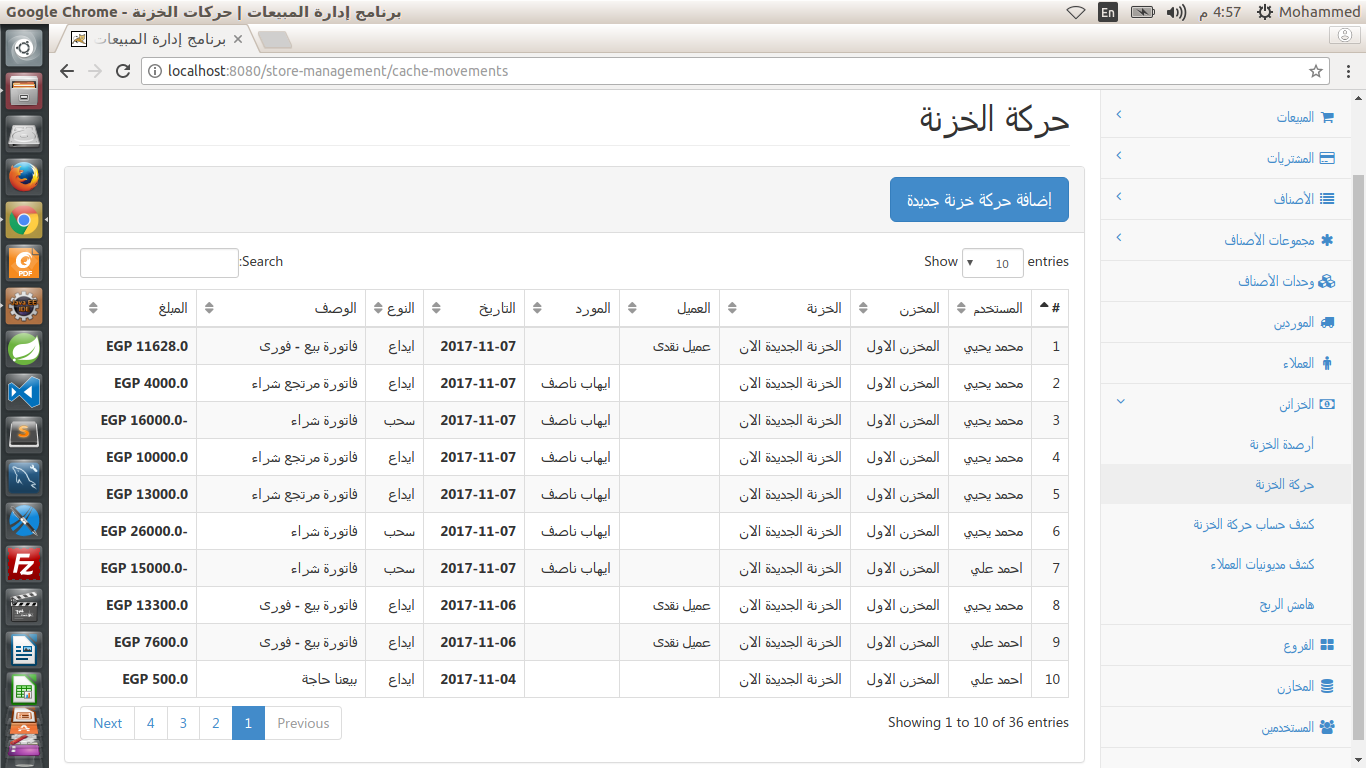 برنامج إدارة المبيعات | حركات الخزنة - Google Chrome
En
4:57 م
Mohammed
برنامج إدارة المبيعات
localhost:8080/store-management/cache-movements
المبيعات
المشتريات
الأصناف
مجموعات الأصناف
وحدات الأصناف
الموردين
العملاء
الخزائن
أرصدة الخزنة
حركة الخزنة
كشف حساب حركة الخزنة
كشف مديونيات العملاء
هامش الربح
الفروع
المخازن
المستخدمين
حركة الخزنة
إضافة حركة خزنة جديدة
Show 10 entries
Search:
# المستخدم المخزن الخزنة العميل المورد التاريخ النوع الوصف المبلغ
1 محمد يحيي المخزن الاول الخزنة الجديدة الان عميل نقدى 2017-11-07 ايداع فاتورة بيع - فورى EGP 11628.0
2 محمد يحيي المخزن الاول الخزنة الجديدة الان ايهاب ناصف 2017-11-07 ايداع فاتورة مرتجع شراء EGP 4000.0
3 محمد يحيي المخزن الاول الخزنة الجديدة الان ايهاب ناصف 2017-11-07 سحب فاتورة شراء EGP 16000.0-
4 محمد يحيي المخزن الاول الخزنة الجديدة الان ايهاب ناصف 2017-11-07 ايداع فاتورة مرتجع شراء EGP 10000.0
5 محمد يحيي المخزن الاول الخزنة الجديدة الان ايهاب ناصف 2017-11-07 ايداع فاتورة مرتجع شراء EGP 13000.0
6 محمد يحيي المخزن الاول الخزنة الجديدة الان ايهاب ناصف 2017-11-07 سحب فاتورة شراء EGP 26000.0-
7 احمد علي المخزن الاول الخزنة الجديدة الان ايهاب ناصف 2017-11-07 سحب فاتورة شراء EGP 15000.0-
8 محمد يحيي المخزن الاول الخزنة الجديدة الان عميل نقدى 2017-11-06 ايداع فاتورة بيع - فورى EGP 13300.0
9 احمد علي المخزن الاول الخزنة الجديدة الان عميل نقدى 2017-11-06 ايداع فاتورة بيع - فورى EGP 7600.0
10 احمد علي المخزن الاول الخزنة الجديدة الان 2017-11-04 ايداع بيعنا حاجة EGP 500.0
Showing 1 to 10 of 36 entries
Previous 1 2 3 4 Next